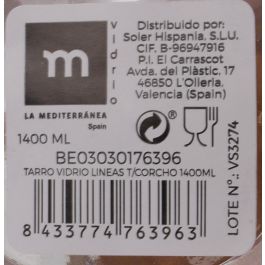 m
vidrio
LA MEDITERRÁNEA
Spain
Distribuido por:
Soler Hispania, S.L.U.
CIF. B-96947916
P.I. El Carrascot
Avda. del Plàstic, 17
46850 L'Olleria,
Valencia (Spain)
1400 ML
BE03030176396
TARRO VIDRIO LINEAS T/CORCHO 1400ML
8 433774 763963
LOTE Nº.: VS3274